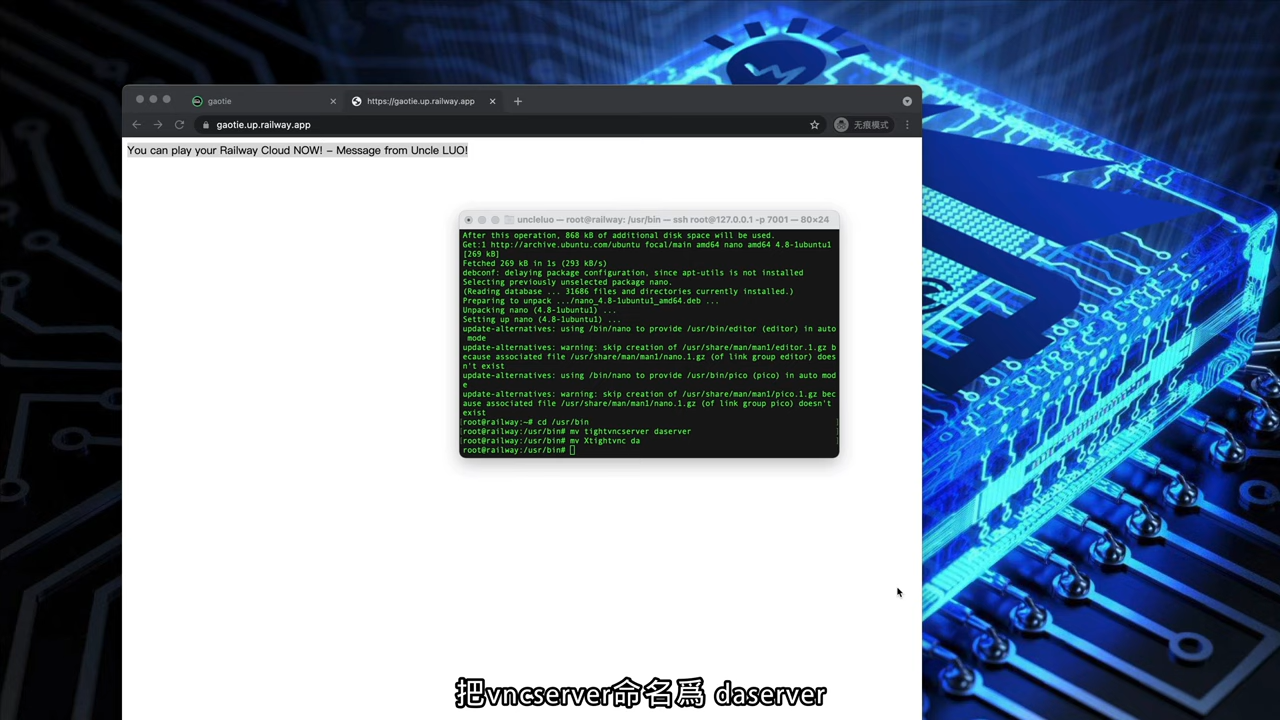 gaotie
https://gaotie.up.railway.app
gaotie.up.railway.app
无痕模式
You can play your Railway Cloud NOW! – Message from Uncle LUO!
uncleluo — root@railway: /usr/bin — ssh root@127.0.0.1 -p 7001 — 80×24
After this operation, 868 kB of additional disk space will be used.
Get:1 http://archive.ubuntu.com/ubuntu focal/main amd64 nano amd64 4.8-1ubuntu1
[269 kB]
Fetched 269 kB in 1s (293 kB/s)
debconf: delaying package configuration, since apt-utils is not installed
Selecting previously unselected package nano.
(Reading database ... 31686 files and directories currently installed.)
Preparing to unpack .../nano_4.8-1ubuntu1_amd64.deb ...
Unpacking nano (4.8-1ubuntu1) ...
Setting up nano (4.8-1ubuntu1) ...
update-alternatives: using /bin/nano to provide /usr/bin/editor (editor) in auto
mode
update-alternatives: warning: skip creation of /usr/share/man/man1/editor.1.gz b
ecause associated file /usr/share/man/man1/nano.1.gz (of link group editor) does
n't exist
update-alternatives: using /bin/nano to provide /usr/bin/pico (pico) in auto mod
e
update-alternatives: warning: skip creation of /usr/share/man/man1/pico.1.gz bec
ause associated file /usr/share/man/man1/nano.1.gz (of link group pico) doesn't
exist
[root@railway:~# cd /usr/bin ]
[root@railway:/usr/bin# mv tightvncserver daserver ]
[root@railway:/usr/bin# mv Xtightvnc da ]
root@railway:/usr/bin#
把vncserver命名爲 daserver